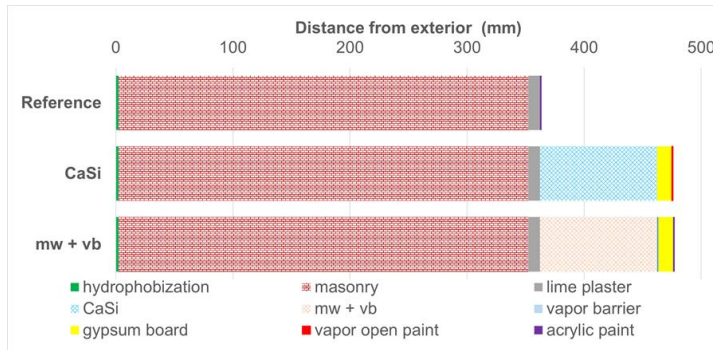 Distance from exterior (mm)
0 100 200 300 400 500
Reference
CaSi
mw + vb
hydrophobization masonry lime plaster
CaSi mw + vb vapor barrier
gypsum board vapor open paint acrylic paint